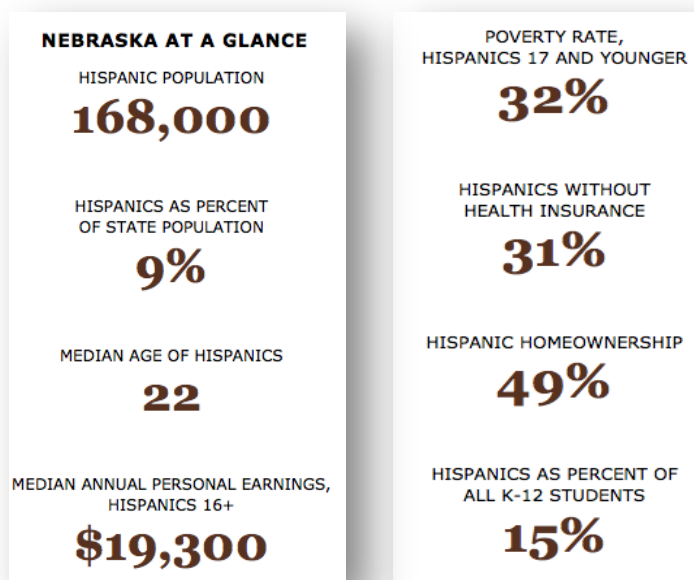 NEBRASKA AT A GLANCE
HISPANIC POPULATION
168,000
HISPANICS AS PERCENT
OF STATE POPULATION
9%
MEDIAN AGE OF HISPANICS
22
MEDIAN ANNUAL PERSONAL EARNINGS,
HISPANICS 16+
$19,300
POVERTY RATE,
HISPANICS 17 AND YOUNGER
32%
HISPANICS WITHOUT
HEALTH INSURANCE
31%
HISPANIC HOMEOWNERSHIP
49%
HISPANICS AS PERCENT OF
ALL K-12 STUDENTS
15%